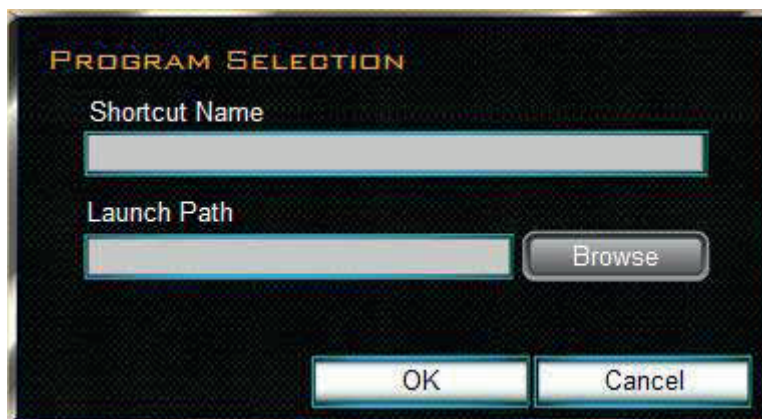 PROGRAM SELECTION
Shortcut Name
Launch Path
Browse
OK
Cancel